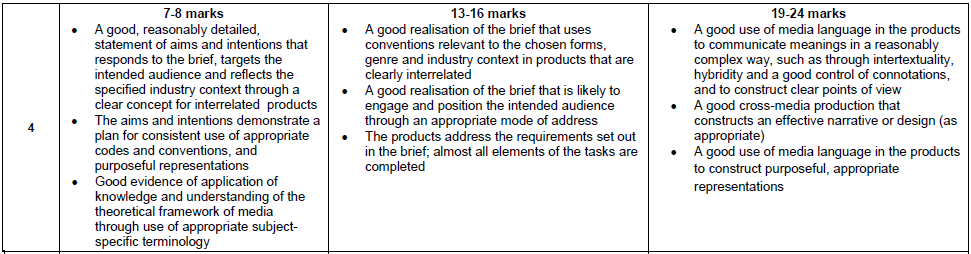 4
7-8 marks
• A good, reasonably detailed,
statement of aims and intentions that
responds to the brief, targets the
intended audience and reflects the
specified industry context through a
clear concept for interrelated products
• The aims and intentions demonstrate a
plan for consistent use of appropriate
codes and conventions, and
purposeful representations
• Good evidence of application of
knowledge and understanding of the
theoretical framework of media
through use of appropriate subject-
specific terminology
13-16 marks
• A good realisation of the brief that uses
conventions relevant to the chosen forms,
genre and industry context in products that
are clearly interrelated
• A good realisation of the brief that is likely to
engage and position the intended audience
through an appropriate mode of address
• The products address the requirements set out
in the brief; almost all elements of the tasks are
completed
19-24 marks
• A good use of media language in the products
to communicate meanings in a reasonably
complex way, such as through intertextuality,
hybridity and a good control of connotations,
and to construct clear points of view
• A good cross-media production that
constructs an effective narrative or design (as
appropriate)
• A good use of media language in the products
to construct purposeful, appropriate
representations